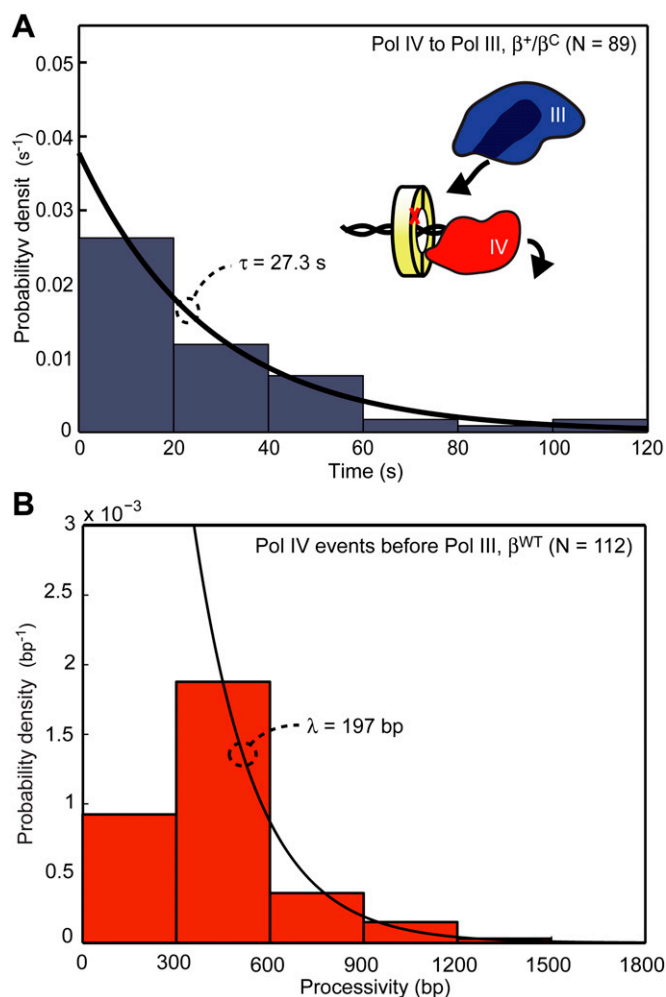 A
Pol IV to Pol III, β⁺/βᶜ (N = 89)
0.05
0.04
0.03
0.02
0.01
0
Probabilityv densit (s⁻¹)
III
X
IV
τ = 27.3 s
0 20 40 60 80 100 120
Time (s)
B
3 x 10⁻³
Pol IV events before Pol III, βᵂᵀ (N = 112)
2.5
2
1.5
1
0.5
0
Probability density (bp⁻¹)
λ = 197 bp
0 300 600 900 1200 1500 1800
Processivity (bp)